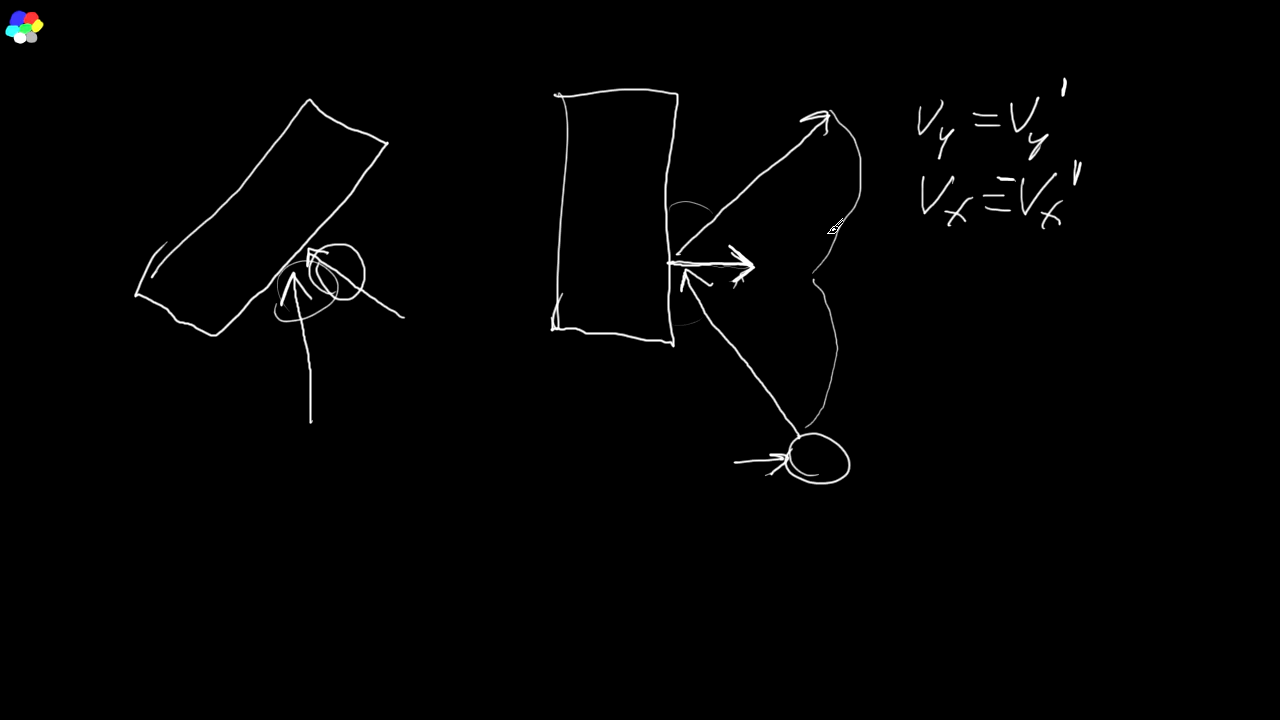 Vy = Vy'
Vx = -Vx'